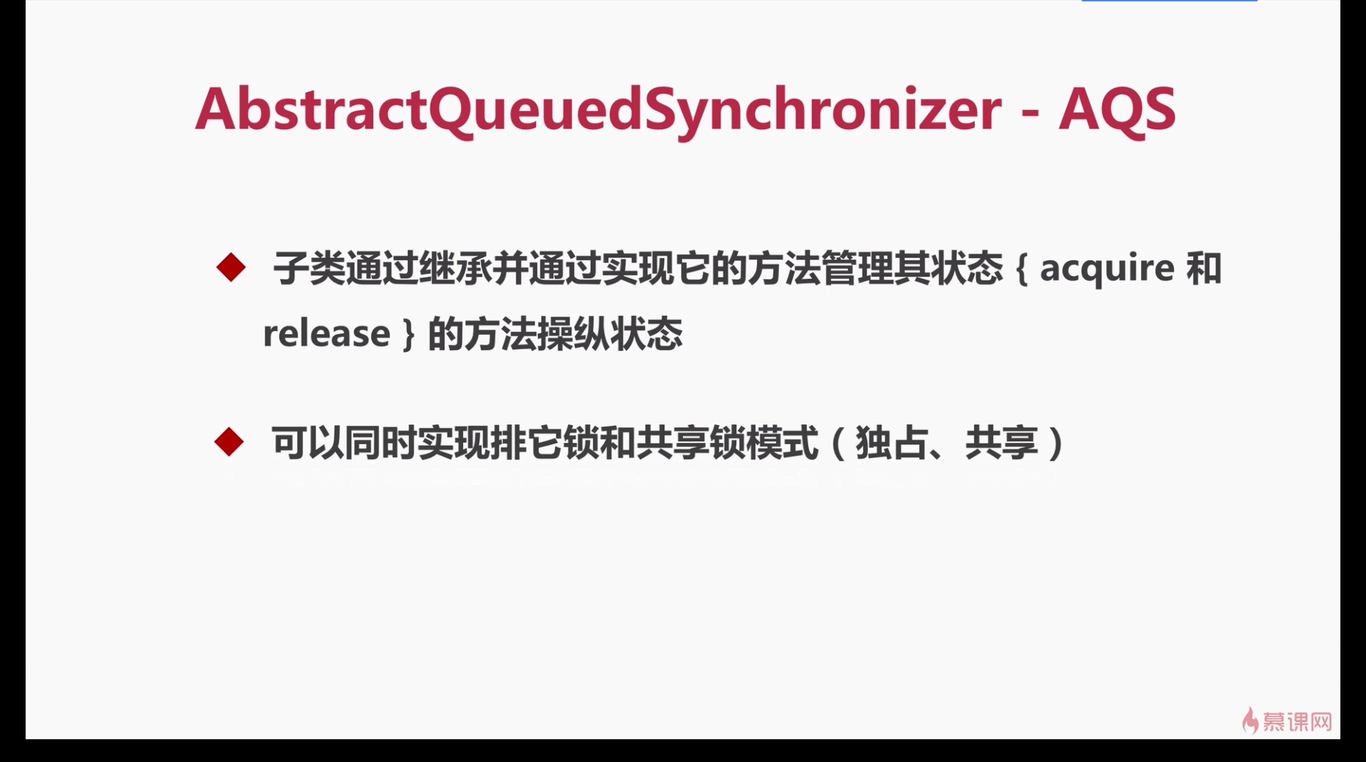 AbstractQueuedSynchronizer - AQS
子类通过继承并通过实现它的方法管理其状态 { acquire 和
release } 的方法操纵状态
可以同时实现排它锁和共享锁模式（独占、共享）
慕课网